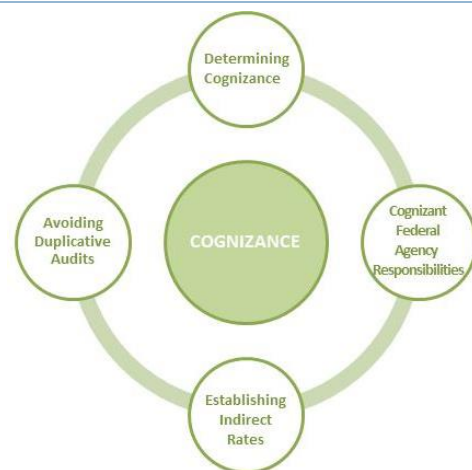 Determining
Cognizance
Avoiding
Duplicative
Audits
COGNIZANCE
Cognizant
Federal
Agency
Responsibilities
Establishing
Indirect
Rates